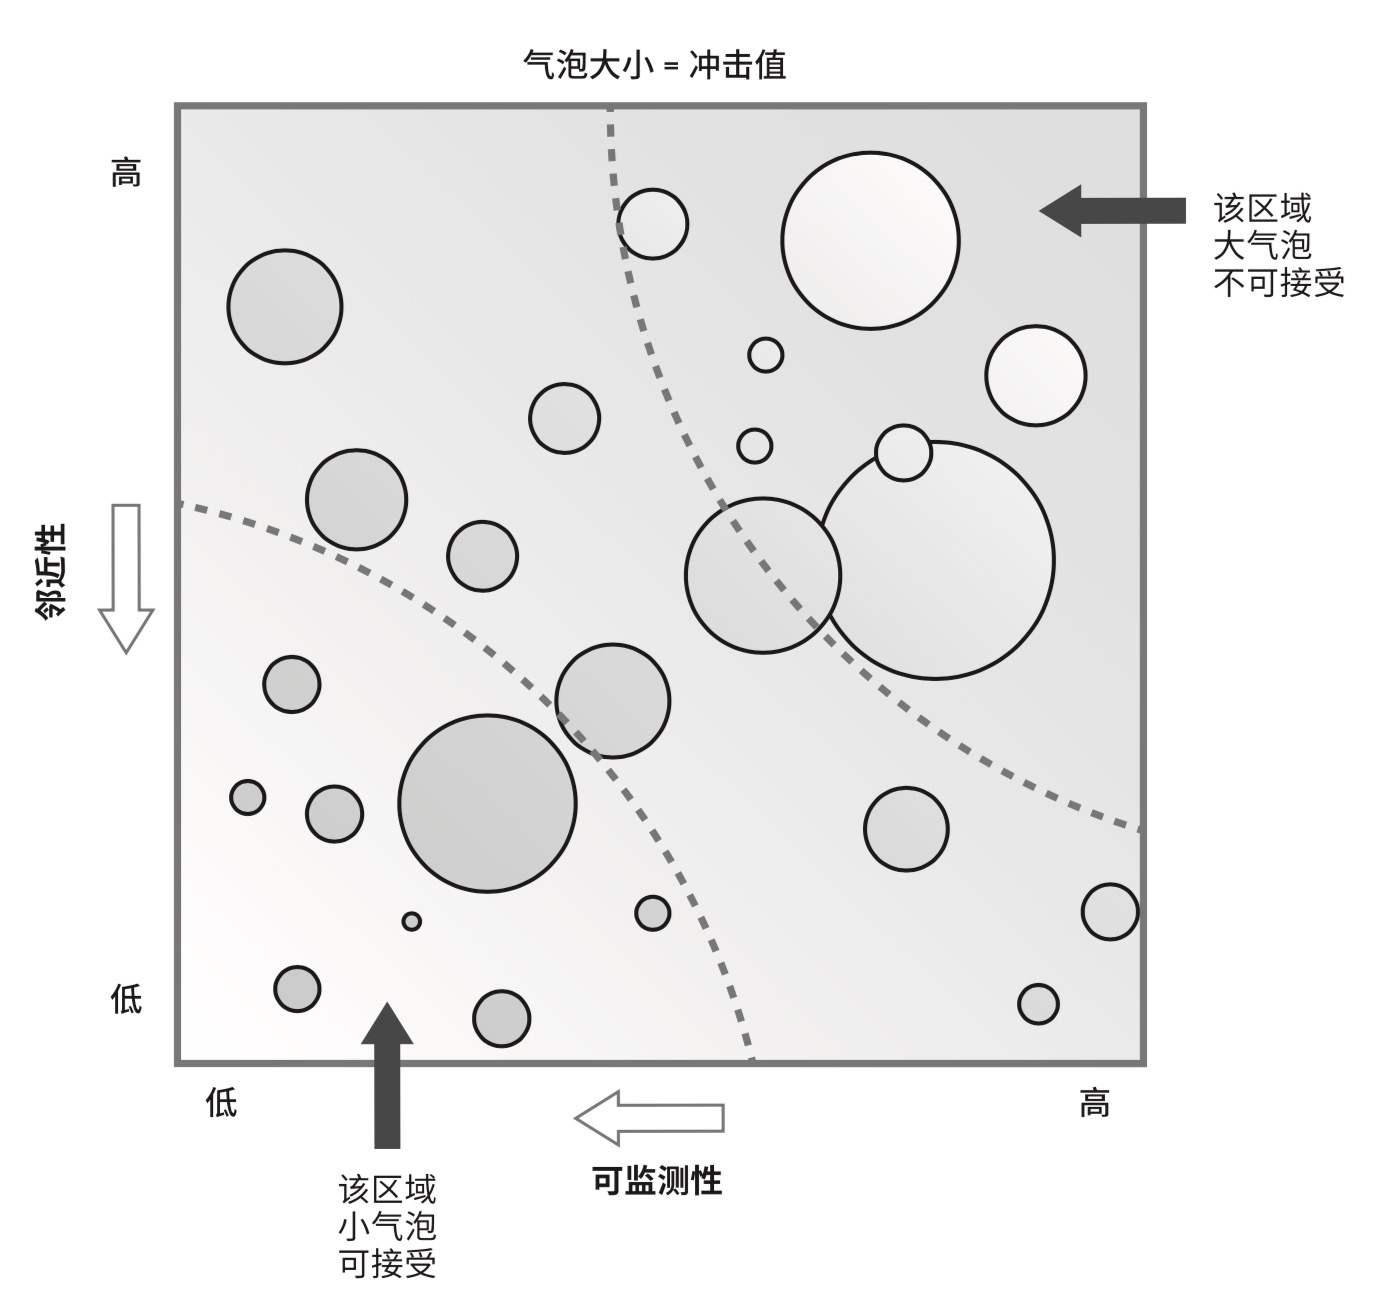 气泡大小 = 冲击值
高
该区域
大气泡
不可接受
邻近性
低
低
高
可监测性
该区域
小气泡
可接受